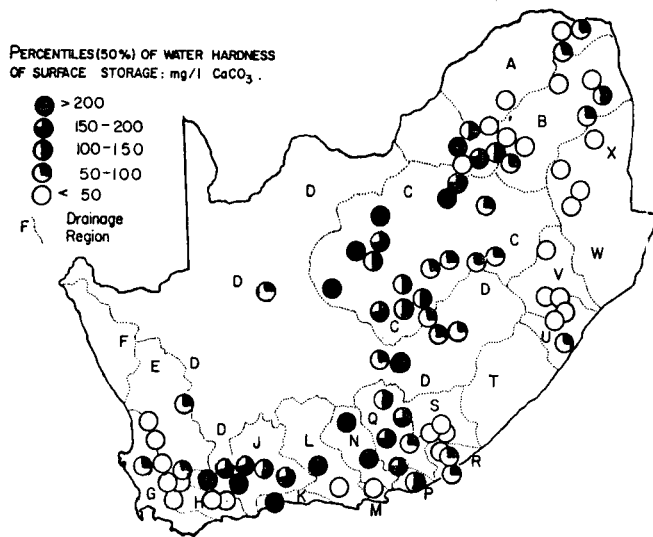 PERCENTILES (50%) OF WATER HARDNESS
OF SURFACE STORAGE: mg/l CaCO₃.
> 200
150-200
100-150
50-100
< 50
F Drainage
Region
A
B
X
D
C
C
W
D
V
D
C
U
F
E
D
D
T
D
J
L
N
Q
S
R
G
H
I
K
M
P